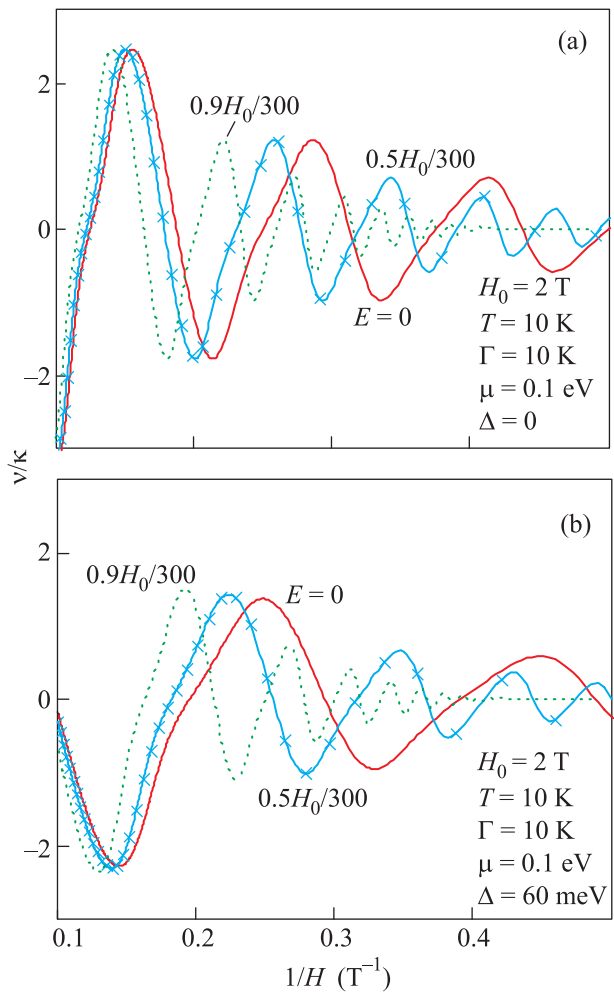 (a)
2
0.9H₀/300
0.5H₀/300
0
E = 0
H₀ = 2 T
T = 10 K
Γ = 10 K
μ = 0.1 eV
Δ = 0
–2
ν/κ
(b)
2
0.9H₀/300
E = 0
0
0.5H₀/300
H₀ = 2 T
T = 10 K
Γ = 10 K
μ = 0.1 eV
Δ = 60 meV
–2
0.1 0.2 0.3 0.4
1/H (T⁻¹)